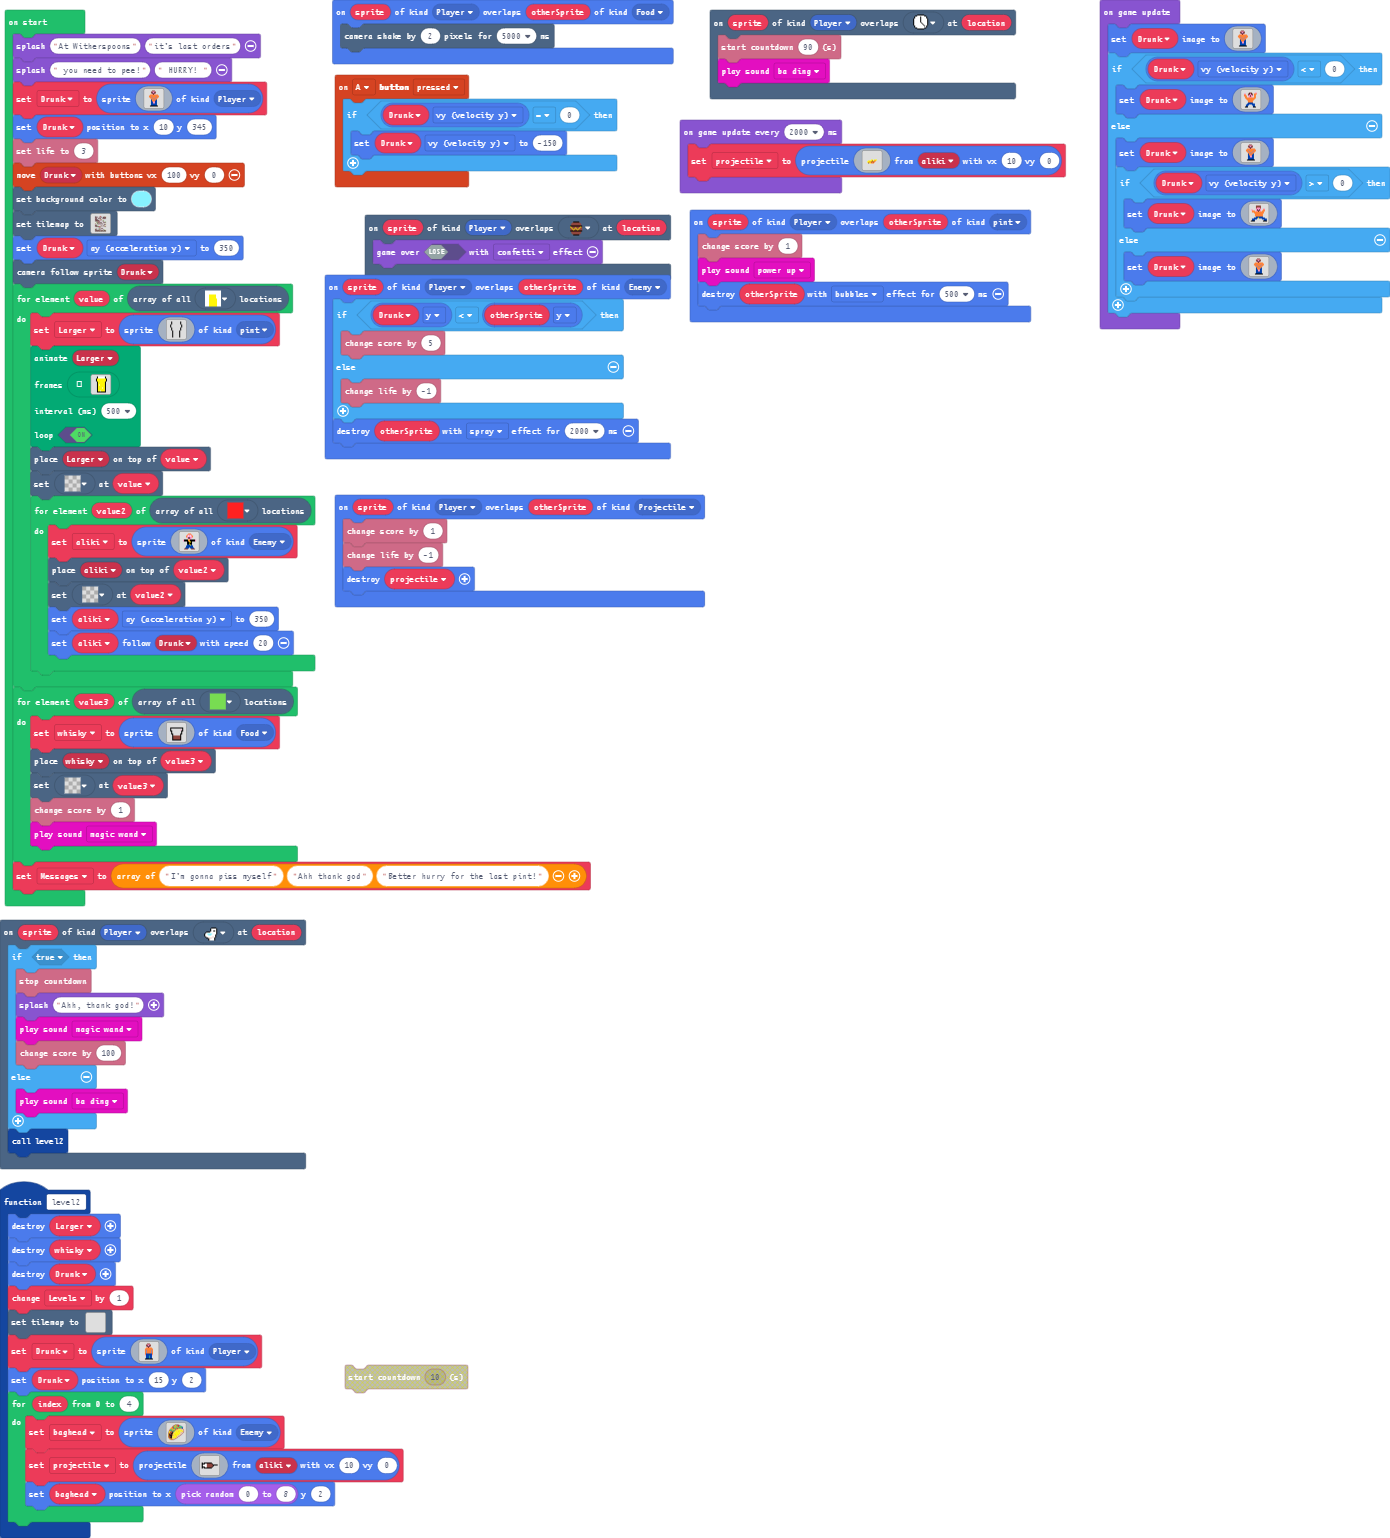 on start
splash "At Witherspoons" "it's last orders"
splash " you need to pee!" " HURRY! "
set Drunk to sprite of kind Player
set Drunk position to x 10 y 345
set life to 3
move Drunk with buttons vx 100 vy 0
set background color to
set tilemap to
set Drunk ay (acceleration y) to 350
camera follow sprite Drunk
for element value of array of all locations
do
set Larger to sprite of kind pint
animate Larger
frames
interval (ms) 500
loop ON
place Larger on top of value
set at value
for element value2 of array of all locations
do
set aliki to sprite of kind Enemy
place aliki on top of value2
set at value2
set aliki ay (acceleration y) to 350
set aliki follow Drunk with speed 20
for element value3 of array of all locations
do
set whisky to sprite of kind Food
place whisky on top of value3
set at value3
change score by 1
play sound magic wand
set Messages to array of "I'm gonna piss myself" "Ahh thank god" "Better hurry for the last pint!"
on sprite of kind Player overlaps at location
if true then
stop countdown
splash "Ahh, thank god!"
play sound magic wand
change score by 100
else
play sound ba ding
call level2
function level2
destroy Larger
destroy whisky
destroy Drunk
change Levels by 1
set tilemap to
set Drunk to sprite of kind Player
set Drunk position to x 15 y 2
for index from 0 to 4
do
set baghead to sprite of kind Enemy
set projectile to projectile from aliki with vx 10 vy 0
set baghead position to x pick random 0 to 8 y 2
on sprite of kind Player overlaps otherSprite of kind Food
camera shake by 2 pixels for 5000 ms
on A button pressed
if Drunk vy (velocity y) = 0 then
set Drunk vy (velocity y) to -150
on sprite of kind Player overlaps at location
game over LOSE with confetti effect
on sprite of kind Player overlaps otherSprite of kind Enemy
if Drunk y < otherSprite y then
change score by 5
else
change life by -1
destroy otherSprite with spray effect for 2000 ms
on sprite of kind Player overlaps otherSprite of kind Projectile
change score by 1
change life by -1
destroy projectile
start countdown 10 (s)
on sprite of kind Player overlaps at location
start countdown 90 (s)
play sound ba ding
on game update every 2000 ms
set projectile to projectile from aliki with vx 10 vy 0
on sprite of kind Player overlaps otherSprite of kind pint
change score by 1
play sound power up
destroy otherSprite with bubbles effect for 500 ms
on game update
set Drunk image to
if Drunk vy (velocity y) < 0 then
set Drunk image to
else
set Drunk image to
if Drunk vy (velocity y) > 0 then
set Drunk image to
else
set Drunk image to